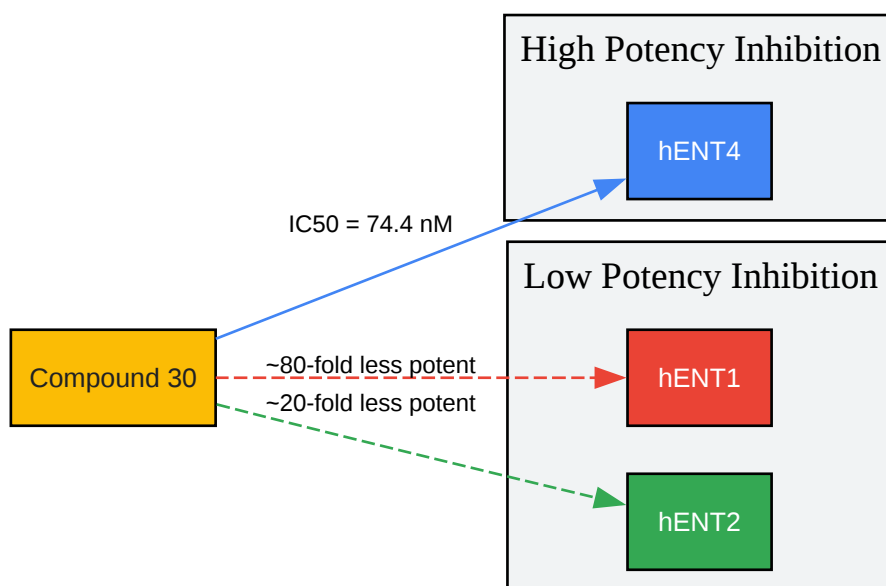 High Potency Inhibition
hENT4
IC50 = 74.4 nM
Low Potency Inhibition
Compound 30
~80-fold less potent
hENT1
~20-fold less potent
hENT2